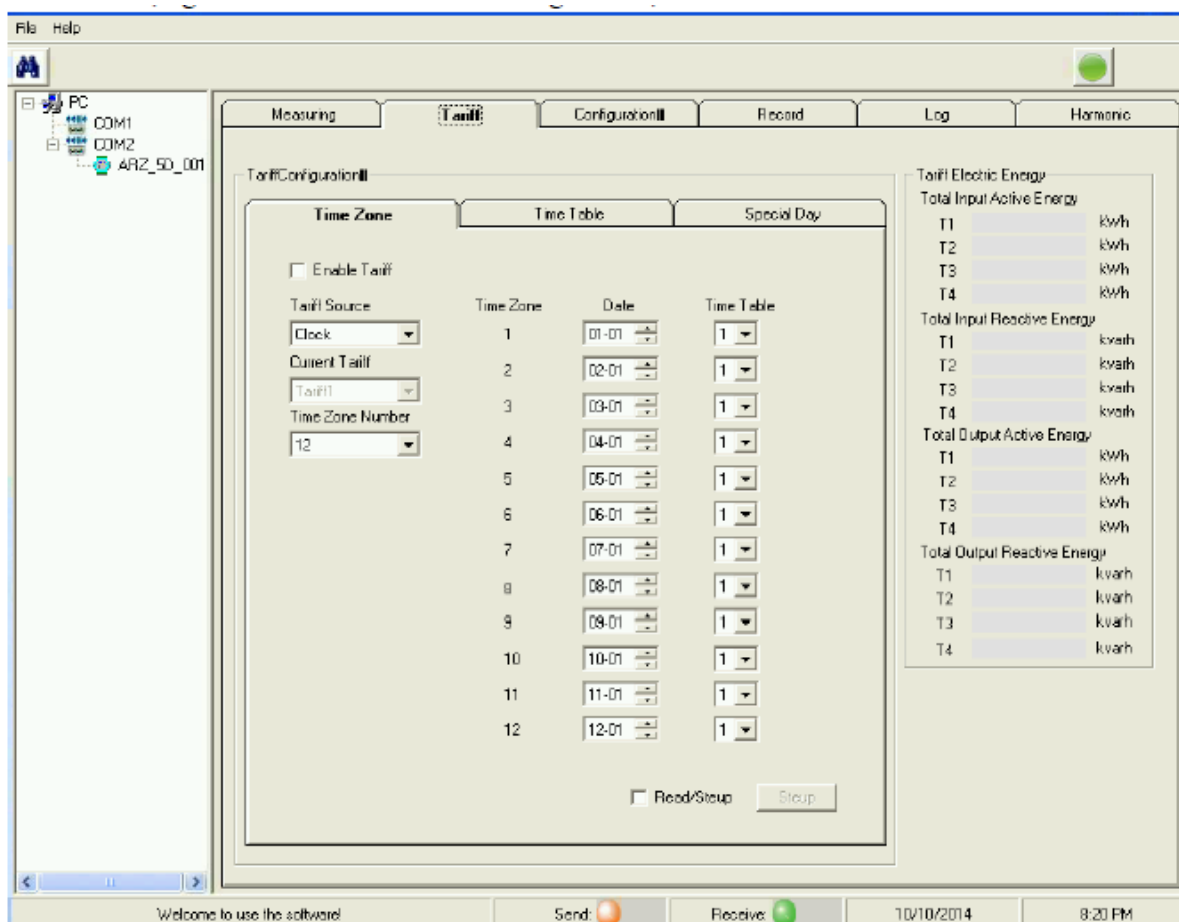 File Help
PC
COM1
COM2
ARZ_5D_001
Measuring Tariff Configuration Record Log Harmonic
TariffConfiguration
Time Zone Time Table Special Day
Enable Tariff
Tariff Source
Clock
Current Tariff
Tariff1
Time Zone Number
12
Time Zone Date Time Table
1 01-01 1
2 02-01 1
3 03-01 1
4 04-01 1
5 05-01 1
6 06-01 1
7 07-01 1
8 08-01 1
9 09-01 1
10 10-01 1
11 11-01 1
12 12-01 1
Read/Steup Steup
Tariff Electric Energy
Total Input Active Energy
T1 kWh
T2 kWh
T3 kWh
T4 kWh
Total Input Reactive Energy
T1 kvarh
T2 kvarh
T3 kvarh
T4 kvarh
Total Output Active Energy
T1 kWh
T2 kWh
T3 kWh
T4 kWh
Total Output Reactive Energy
T1 kvarh
T2 kvarh
T3 kvarh
T4 kvarh
Welcome to use the software! Send: Receive: 10/10/2014 8:20 PM